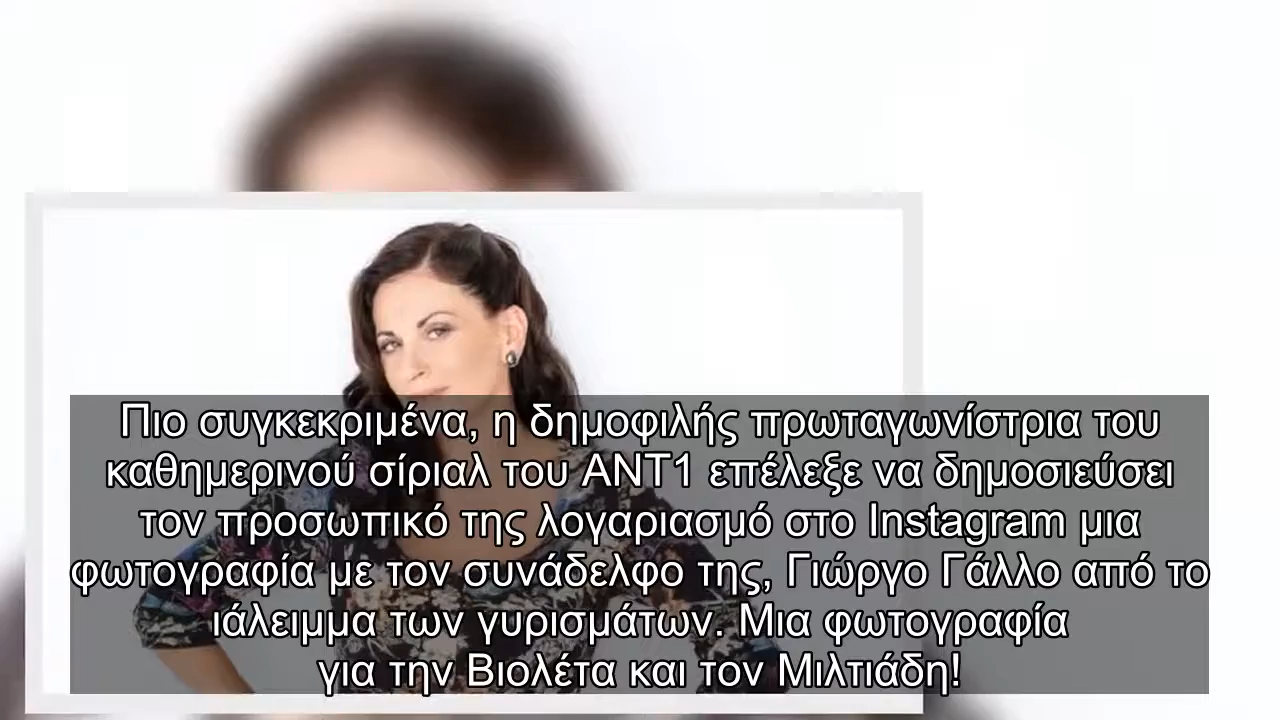 Πιο συγκεκριμένα, η δημοφιλής πρωταγωνίστρια του
καθημερινού σίριαλ του ΑΝΤ1 επέλεξε να δημοσιεύσει
τον προσωπικό της λογαριασμό στο Instagram μια
φωτογραφία με τον συνάδελφο της, Γιώργο Γάλλο από το
ιάλειμμα των γυρισμάτων. Μια φωτογραφία
για την Βιολέτα και τον Μιλτιάδη!